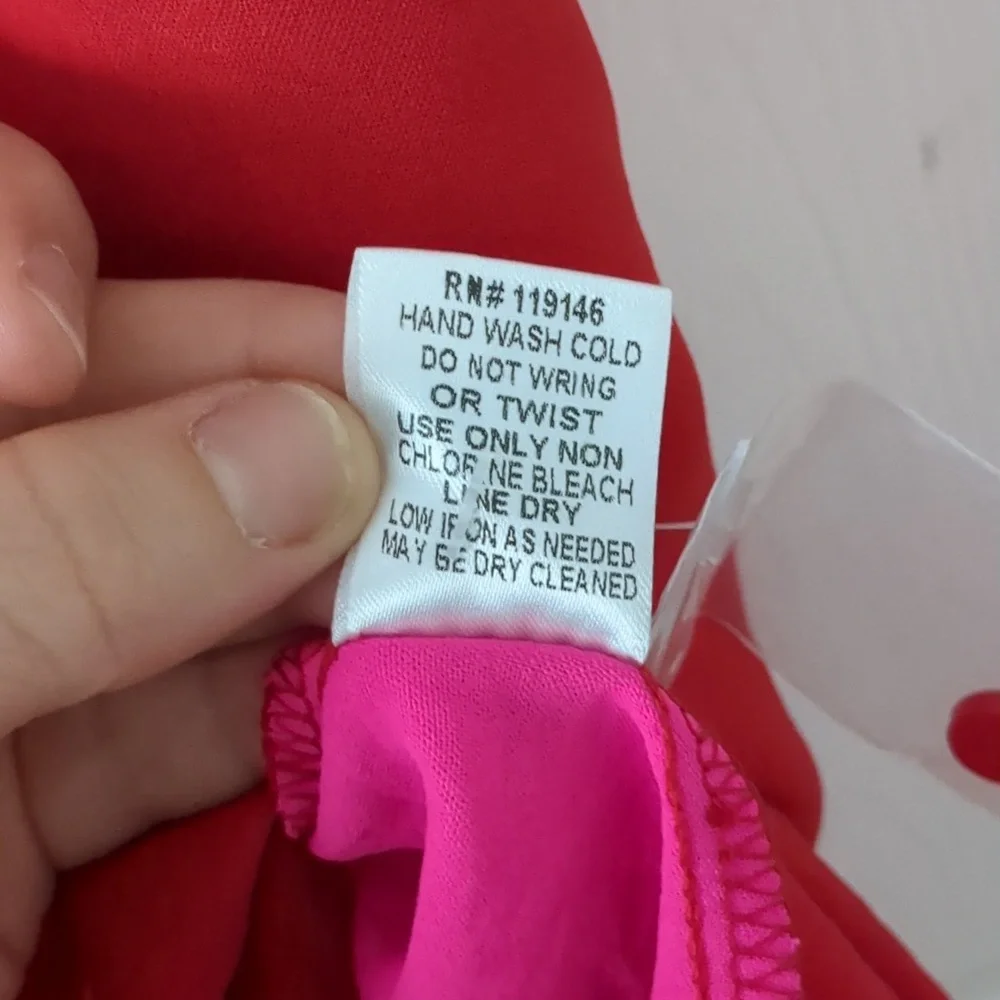 RN# 119146
HAND WASH COLD
DO NOT WRING
OR TWIST
USE ONLY NON
CHLORINE BLEACH
LINE DRY
LOW IRON AS NEEDED
MAY BE DRY CLEANED